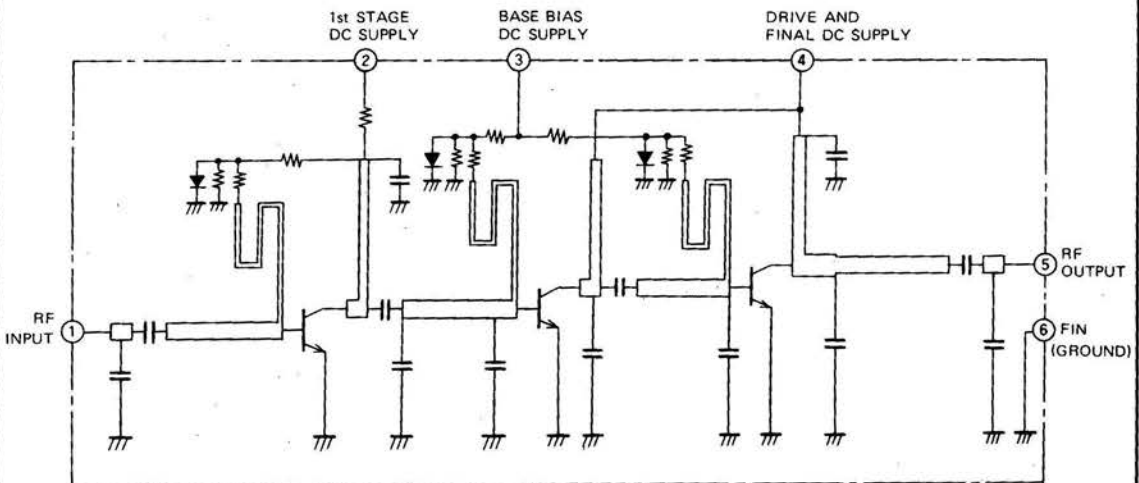 1st STAGE
DC SUPPLY
BASE BIAS
DC SUPPLY
DRIVE AND
FINAL DC SUPPLY
2
3
4
RF
INPUT
1
5
RF
OUTPUT
6
FIN
(GROUND)